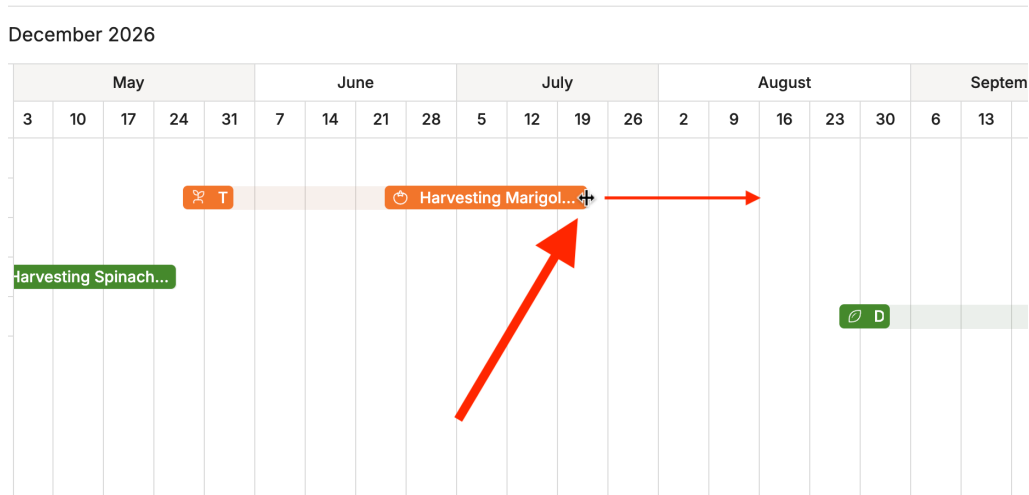 December 2026
May June July August Septem
3 10 17 24 31 7 14 21 28 5 12 19 26 2 9 16 23 30 6 13
T Harvesting Marigol...
Harvesting Spinach...
D